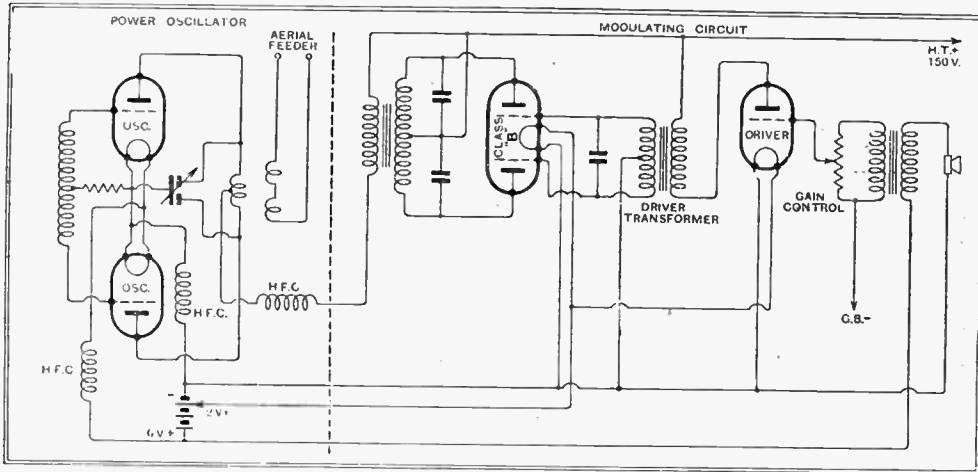 POWER OSCILLATOR
AERIAL
FEEDER
MODULATING CIRCUIT
H.T.+
150 V.
OSC.
CLASS
"B"
DRIVER
DRIVER
TRANSFORMER
GAIN
CONTROL
OSC.
H.F.C.
H.F.C.
H.F.C
G.B.-
-
2V+
6V+